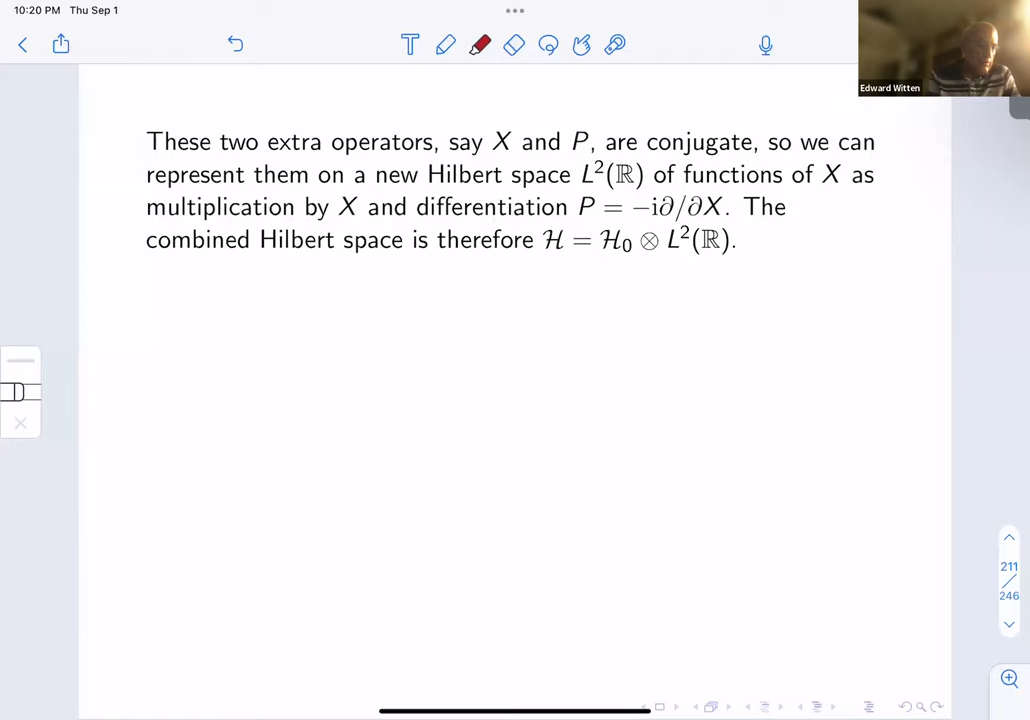 10:20 PM Thu Sep 1
Edward Witten
These two extra operators, say X and P, are conjugate, so we can
represent them on a new Hilbert space L²(ℝ) of functions of X as
multiplication by X and differentiation P = −i∂/∂X. The
combined Hilbert space is therefore ℋ = ℋ₀ ⊗ L²(ℝ).
211
/
246